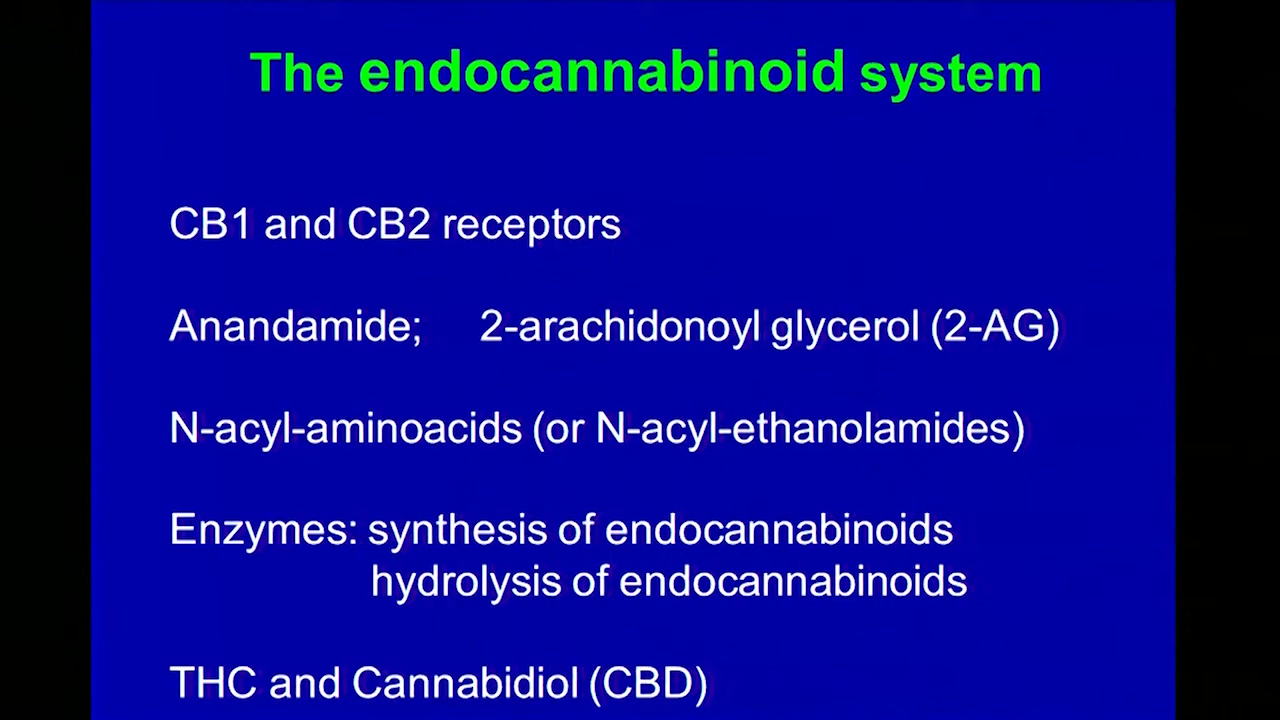 The endocannabinoid system
CB1 and CB2 receptors
Anandamide; 2-arachidonoyl glycerol (2-AG)
N-acyl-aminoacids (or N-acyl-ethanolamides)
Enzymes: synthesis of endocannabinoids
hydrolysis of endocannabinoids
THC and Cannabidiol (CBD)